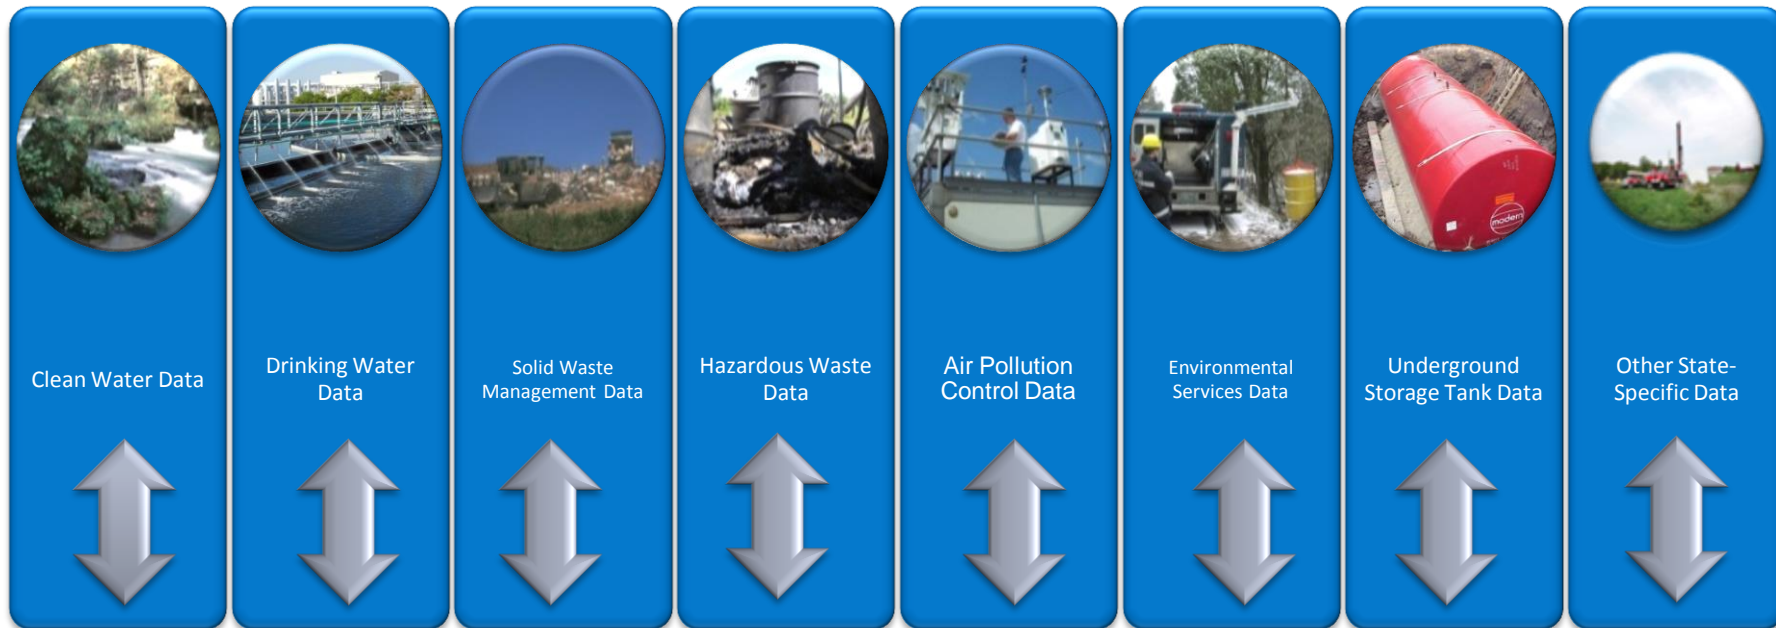 Clean Water Data
Drinking Water
Data
Solid Waste
Management Data
Hazardous Waste
Data
Air Pollution
Control Data
Environmental
Services Data
Underground
Storage Tank Data
Other State-
Specific Data
modern